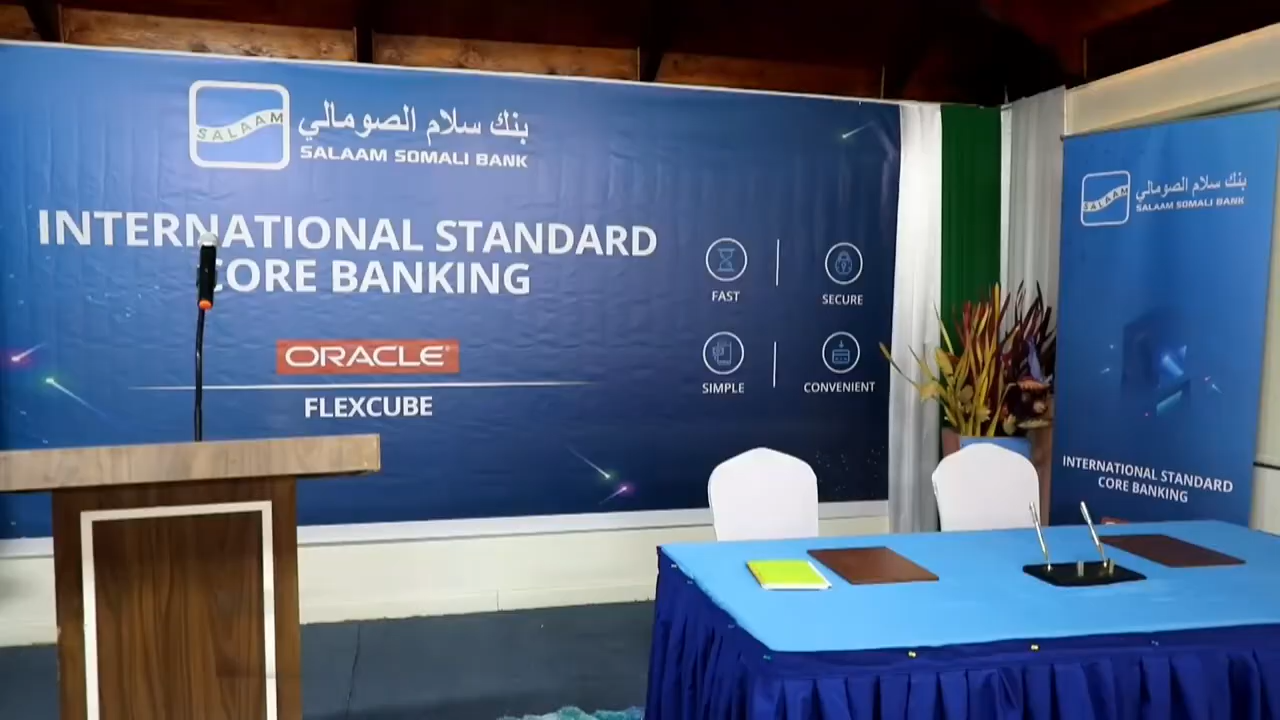 SALAAM
بنك سلام الصومالي
SALAAM SOMALI BANK
INTERNATIONAL STANDARD
CORE BANKING
ORACLE
FLEXCUBE
FAST
SECURE
SIMPLE
CONVENIENT
SALAAM
بنك سلام الصومالي
SALAAM SOMALI BANK
INTERNATIONAL STANDARD
CORE BANKING